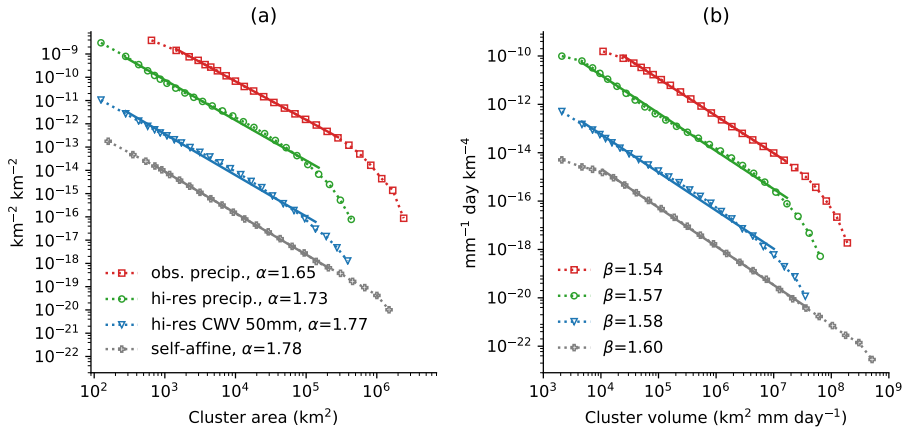 (a)
km⁻² km⁻²
10⁻⁹
10⁻¹⁰
10⁻¹¹
10⁻¹²
10⁻¹³
10⁻¹⁴
10⁻¹⁵
10⁻¹⁶
10⁻¹⁷
10⁻¹⁸
10⁻¹⁹
10⁻²⁰
10⁻²¹
10⁻²²
obs. precip., α=1.65
hi-res precip., α=1.73
hi-res CWV 50mm, α=1.77
self-affine, α=1.78
10² 10³ 10⁴ 10⁵ 10⁶
Cluster area (km²)
(b)
mm⁻¹ day km⁻⁴
10⁻¹⁰
10⁻¹²
10⁻¹⁴
10⁻¹⁶
10⁻¹⁸
10⁻²⁰
10⁻²²
β=1.54
β=1.57
β=1.58
β=1.60
10³ 10⁴ 10⁵ 10⁶ 10⁷ 10⁸ 10⁹
Cluster volume (km² mm day⁻¹)